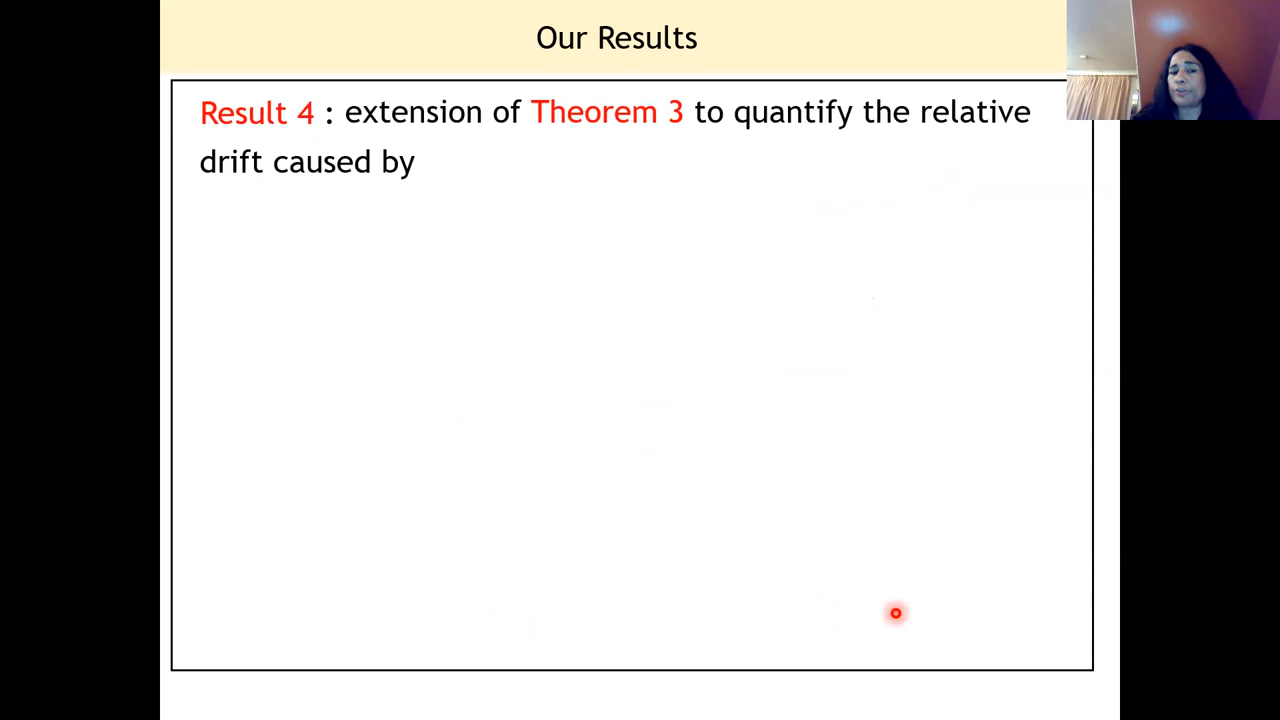 Our Results
Result 4 : extension of Theorem 3 to quantify the relative
drift caused by